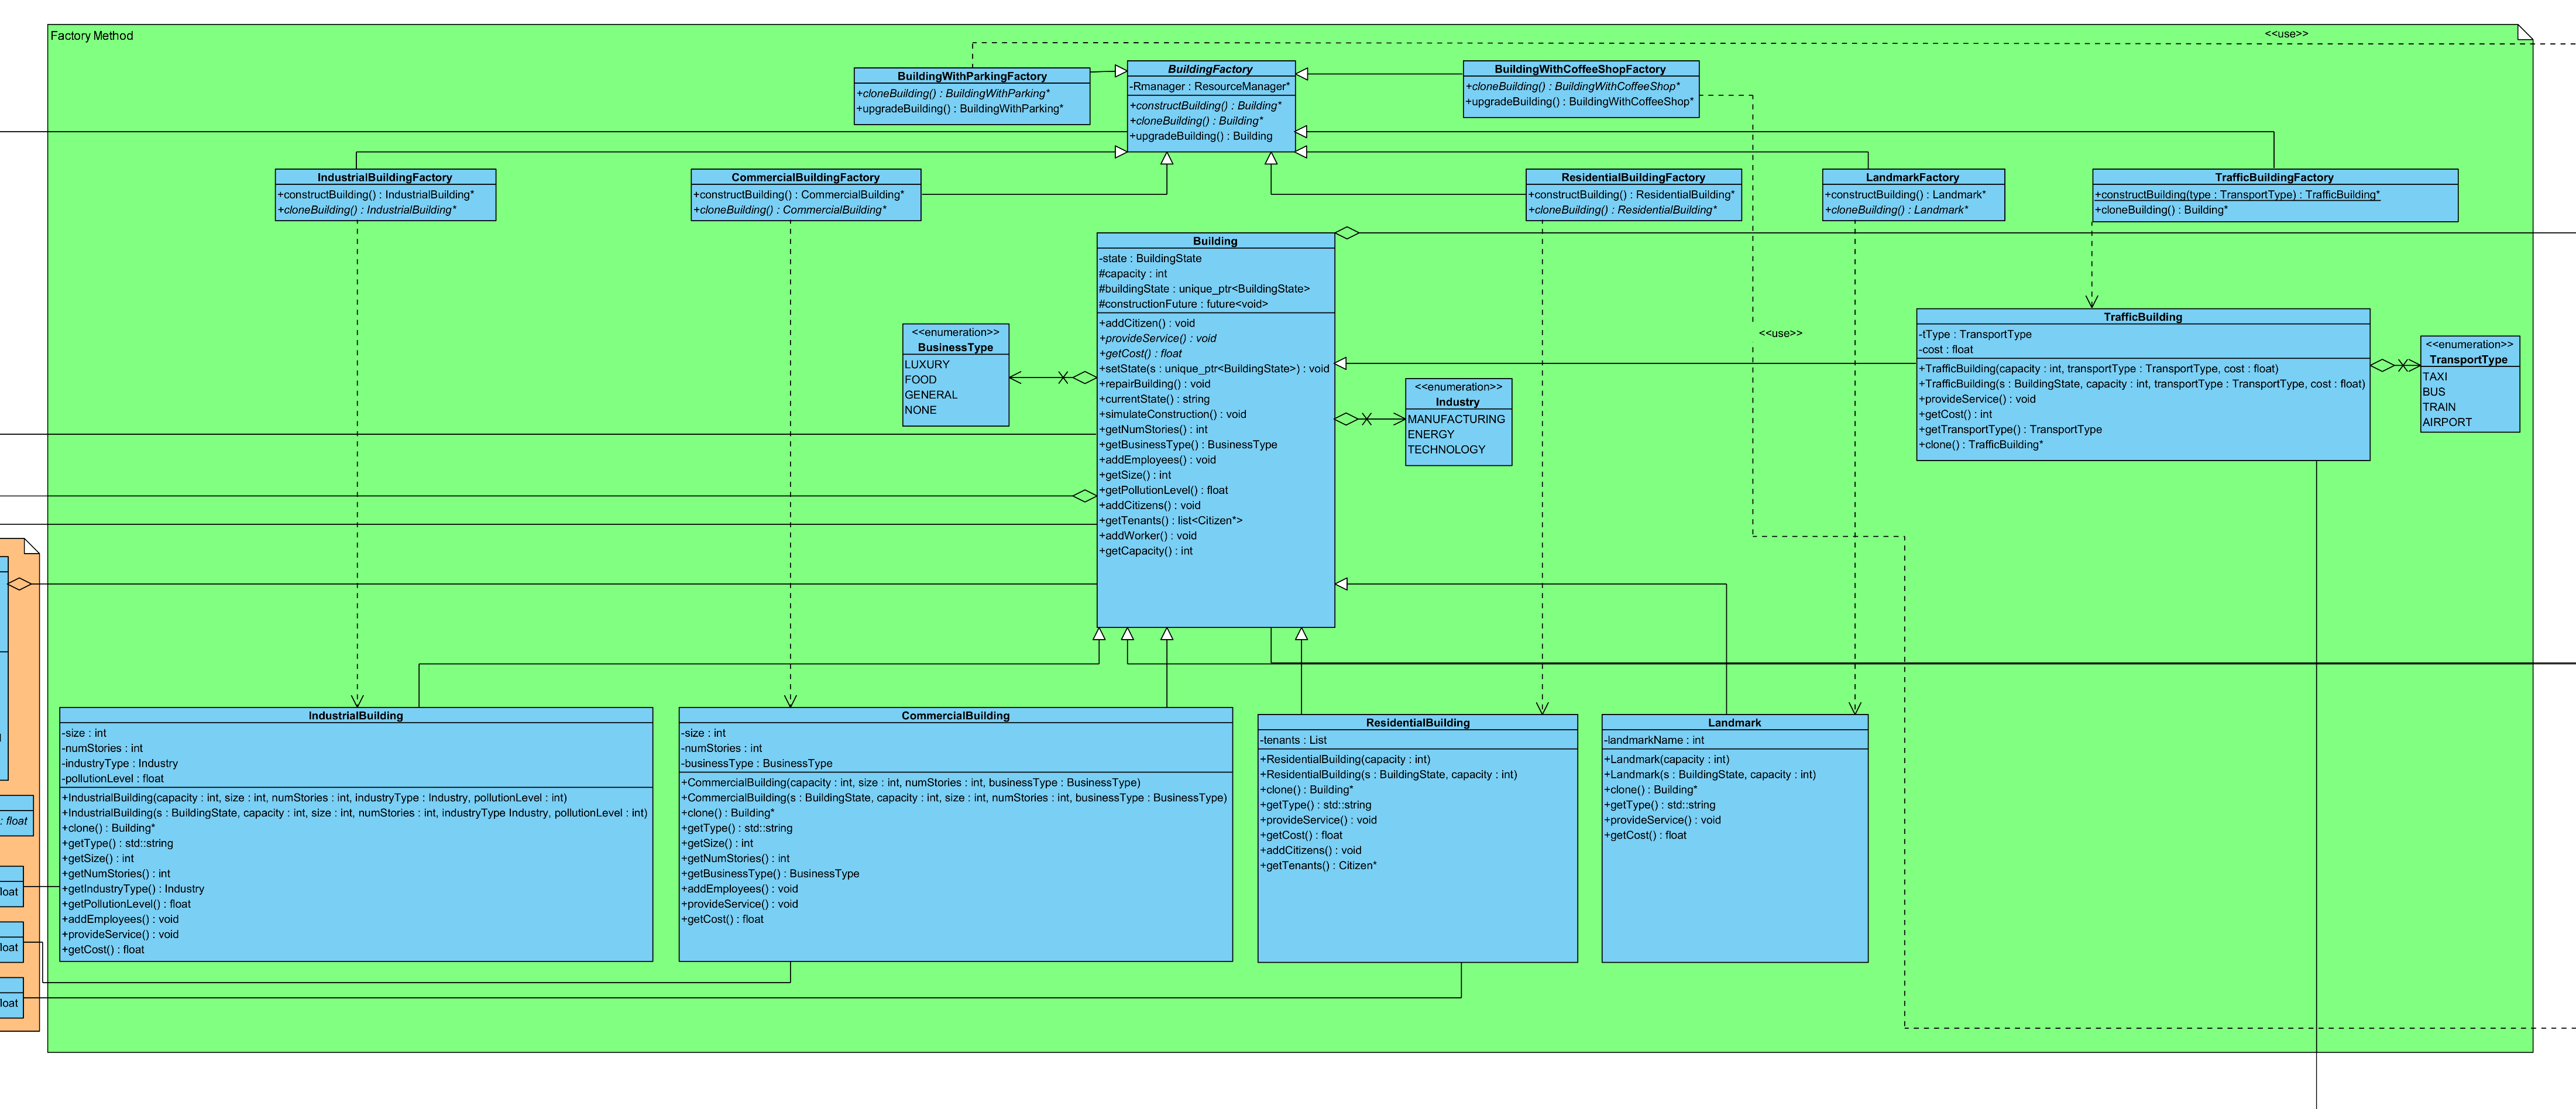 Factory Method
<<use>>
BuildingWithParkingFactory
+cloneBuilding() : BuildingWithParking*
+upgradeBuilding() : BuildingWithParking*
BuildingFactory
-Rmanager : ResourceManager*
+constructBuilding() : Building*
+cloneBuilding() : Building*
+upgradeBuilding() : Building
BuildingWithCoffeeShopFactory
+cloneBuilding() : BuildingWithCoffeeShop*
+upgradeBuilding() : BuildingWithCoffeeShop*
IndustrialBuildingFactory
+constructBuilding() : IndustrialBuilding*
+cloneBuilding() : IndustrialBuilding*
CommercialBuildingFactory
+constructBuilding() : CommercialBuilding*
+cloneBuilding() : CommercialBuilding*
ResidentialBuildingFactory
+constructBuilding() : ResidentialBuilding*
+cloneBuilding() : ResidentialBuilding*
LandmarkFactory
+constructBuilding() : Landmark*
+cloneBuilding() : Landmark*
TrafficBuildingFactory
+constructBuilding(type : TransportType) : TrafficBuilding*
+cloneBuilding() : Building*
Building
-state : BuildingState
#capacity : int
#buildingState : unique_ptr<BuildingState>
#constructionFuture : future<void>
+addCitizen() : void
+provideService() : void
+getCost() : float
+setState(s : unique_ptr<BuildingState>) : void
+repairBuilding() : void
+currentState() : string
+simulateConstruction() : void
+getNumStories() : int
+getBusinessType() : BusinessType
+addEmployees() : void
+getSize() : int
+getPollutionLevel() : float
+addCitizens() : void
+getTenants() : list<Citizen*>
+addWorker() : void
+getCapacity() : int
<<enumeration>>
BusinessType
LUXURY
FOOD
GENERAL
NONE
<<enumeration>>
Industry
MANUFACTURING
ENERGY
TECHNOLOGY
<<use>>
TrafficBuilding
-tType : TransportType
-cost : float
+TrafficBuilding(capacity : int, transportType : TransportType, cost : float)
+TrafficBuilding(s : BuildingState, capacity : int, transportType : TransportType, cost : float)
+provideService() : void
+getCost() : int
+getTransportType() : TransportType
+clone() : TrafficBuilding*
<<enumeration>>
TransportType
TAXI
BUS
TRAIN
AIRPORT
: float
loat
loat
loat
IndustrialBuilding
-size : int
-numStories : int
-industryType : Industry
-pollutionLevel : float
+IndustrialBuilding(capacity : int, size : int, numStories : int, industryType : Industry, pollutionLevel : int)
+IndustrialBuilding(s : BuildingState, capacity : int, size : int, numStories : int, industryType Industry, pollutionLevel : int)
+clone() : Building*
+getType() : std::string
+getSize() : int
+getNumStories() : int
+getIndustryType() : Industry
+getPollutionLevel() : float
+addEmployees() : void
+provideService() : void
+getCost() : float
CommercialBuilding
-size : int
-numStories : int
-businessType : BusinessType
+CommercialBuilding(capacity : int, size : int, numStories : int, businessType : BusinessType)
+CommercialBuilding(s : BuildingState, capacity : int, size : int, numStories : int, businessType : BusinessType)
+clone() : Building*
+getType() : std::string
+getSize() : int
+getNumStories() : int
+getBusinessType() : BusinessType
+addEmployees() : void
+provideService() : void
+getCost() : float
ResidentialBuilding
-tenants : List
+ResidentialBuilding(capacity : int)
+ResidentialBuilding(s : BuildingState, capacity : int)
+clone() : Building*
+getType() : std::string
+provideService() : void
+getCost() : float
+addCitizens() : void
+getTenants() : Citizen*
Landmark
-landmarkName : int
+Landmark(capacity : int)
+Landmark(s : BuildingState, capacity : int)
+clone() : Building*
+getType() : std::string
+provideService() : void
+getCost() : float